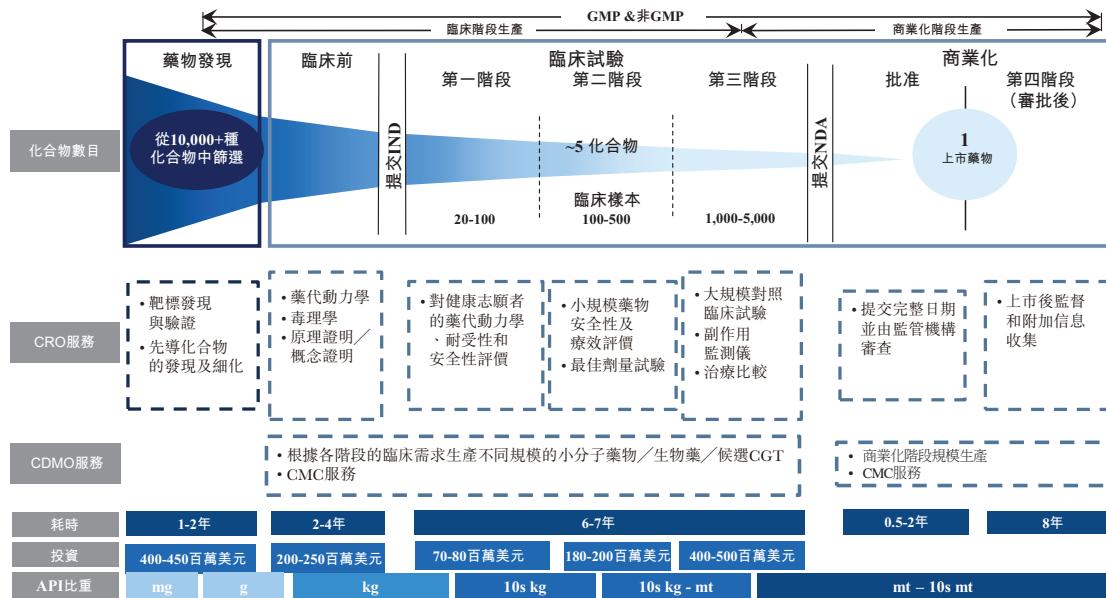 GMP &非GMP
臨床階段生產
商業化階段生產
藥物發現
臨床前
臨床試驗
商業化
第一階段
第二階段
第三階段
批准
第四階段
（審批後）
化合物數目
從10,000+種
化合物中篩選
提交IND
~5 化合物
提交NDA
1
上市藥物
臨床樣本
20-100
100-500
1,000-5,000
CRO服務
• 靶標發現
與驗證
• 先導化合物
的發現及細化
• 藥代動力學
• 毒理學
• 原理證明／
概念證明
• 對健康志願者
的藥代動力學
、耐受性和
安全性評價
• 小規模藥物
安全性及
療效評價
• 最佳劑量試驗
• 大規模對照
臨床試驗
• 副作用
監測儀
• 治療比較
• 提交完整日期
並由監管機構
審查
• 上市後監督
和附加信息
收集
CDMO服務
• 根據各階段的臨床需求生產不同規模的小分子藥物／生物藥／候選CGT
• CMC服務
• 商業化階段規模生產
• CMC服務
耗時
1-2年
2-4年
6-7年
0.5-2年
8年
投資
400-450百萬美元
200-250百萬美元
70-80百萬美元
180-200百萬美元
400-500百萬美元
API比重
mg
g
kg
10s kg
10s kg - mt
mt – 10s mt